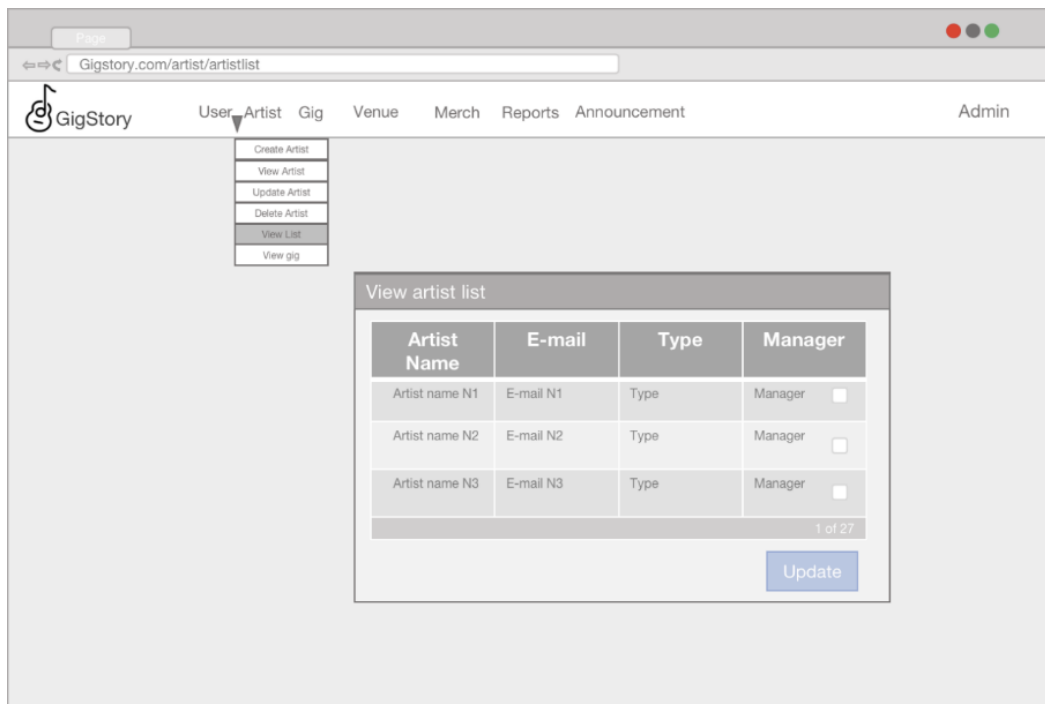 Page
Gigstory.com/artist/artistlist
GigStory User Artist Gig Venue Merch Reports Announcement Admin
Create Artist
View Artist
Update Artist
Delete Artist
View List
View gig
View artist list
Artist Name E-mail Type Manager
Artist name N1 E-mail N1 Type Manager
Artist name N2 E-mail N2 Type Manager
Artist name N3 E-mail N3 Type Manager
1 of 27
Update